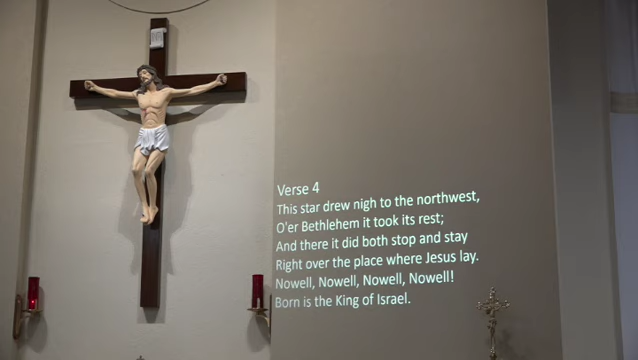 Verse 4
This star drew nigh to the northwest,
O'er Bethlehem it took its rest;
And there it did both stop and stay
Right over the place where Jesus lay.
Nowell, Nowell, Nowell, Nowell!
Born is the King of Israel.